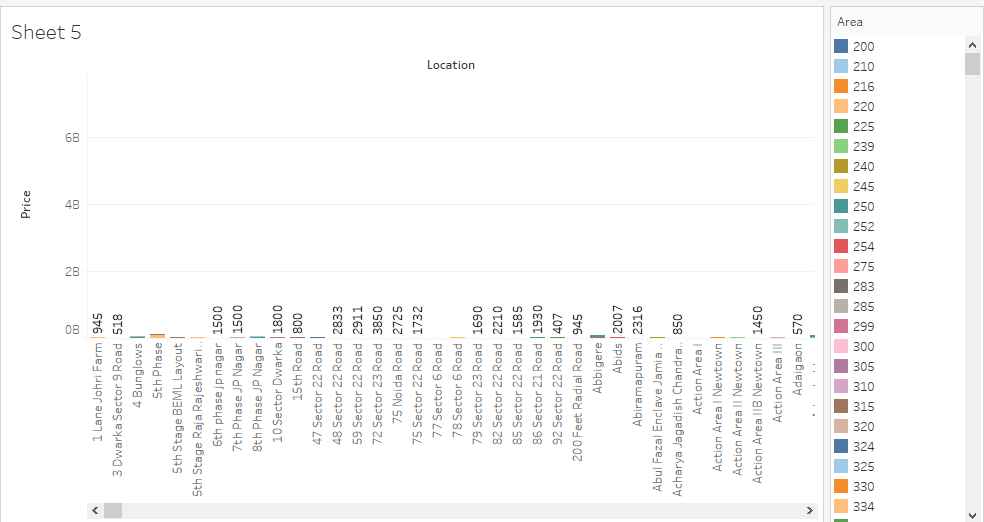 Sheet 5
Location
Price
6B
4B
2B
0B
945
518
1500
1500
1800
800
2833
2911
3850
2725
1732
1690
2210
1585
1930
407
945
2007
2316
850
1450
570
1 Lane Johri Farm
3 Dwarka Sector 9 Road
4 Bunglows
5th Phase
5th Stage BEML Layout
5th Stage Raja Rajeshwari..
6th phase jp nagar
7th Phase JP Nagar
8th Phase JP Nagar
10 Sector Dwarka
15th Road
47 Sector 22 Road
48 Sector 22 Road
59 Sector 22 Road
72 Sector 23 Road
75 Noida Road
75 Sector 22 Road
77 Sector 6 Road
78 Sector 6 Road
79 Sector 23 Road
82 Sector 22 Road
85 Sector 22 Road
86 Sector 21 Road
92 Sector 22 Road
200 Feet Radial Road
Abbigere
Abids
Abiramapuram
Abul Fazal Enclave Jamia ..
Acharya Jagadish Chandra..
Action Area I
Action Area I Newtown
Action Area II Newtown
Action Area IIB Newtown
Action Area III
Adaigaon
Area
200
210
216
220
225
239
240
245
250
252
254
275
283
285
299
300
305
310
315
320
324
325
330
334